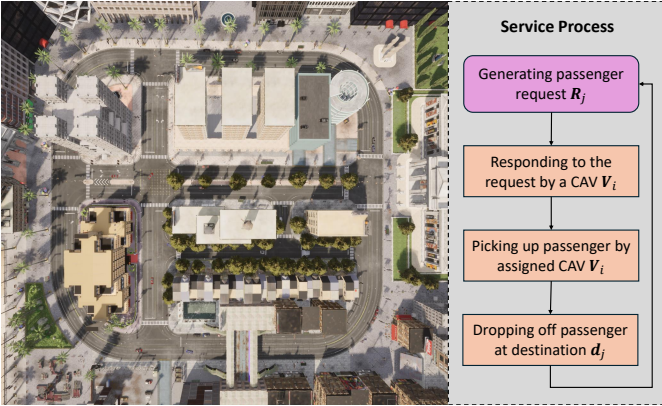 Service Process
Generating passenger
request R_j
Responding to the
request by a CAV V_i
Picking up passenger by
assigned CAV V_i
Dropping off passenger
at destination d_j